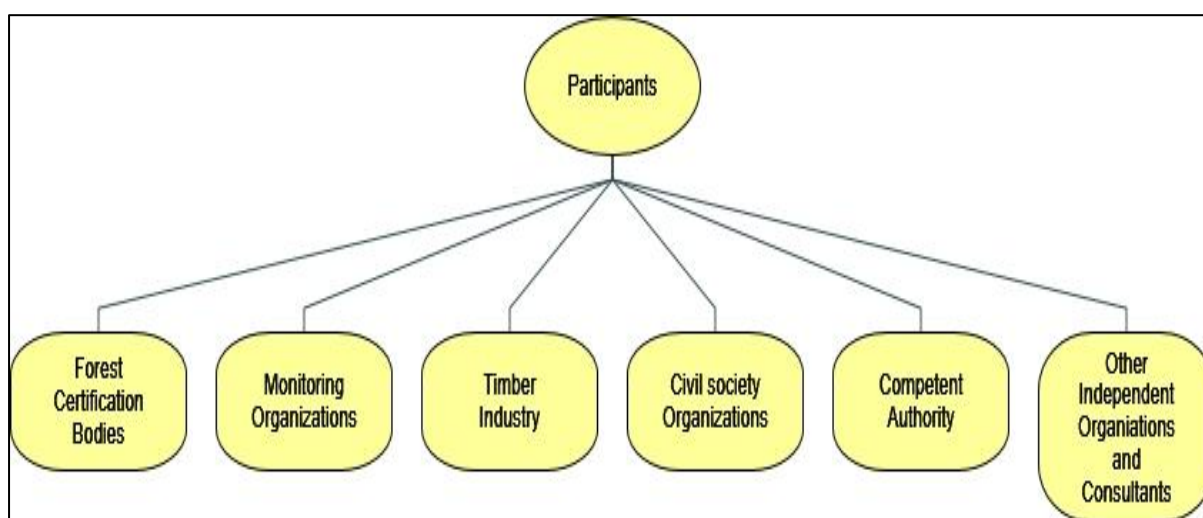 Participants
Forest
Certification
Bodies
Monitoring
Organizations
Timber
Industry
Civil society
Organizations
Competent
Authority
Other
Independent
Organiations
and
Consultants